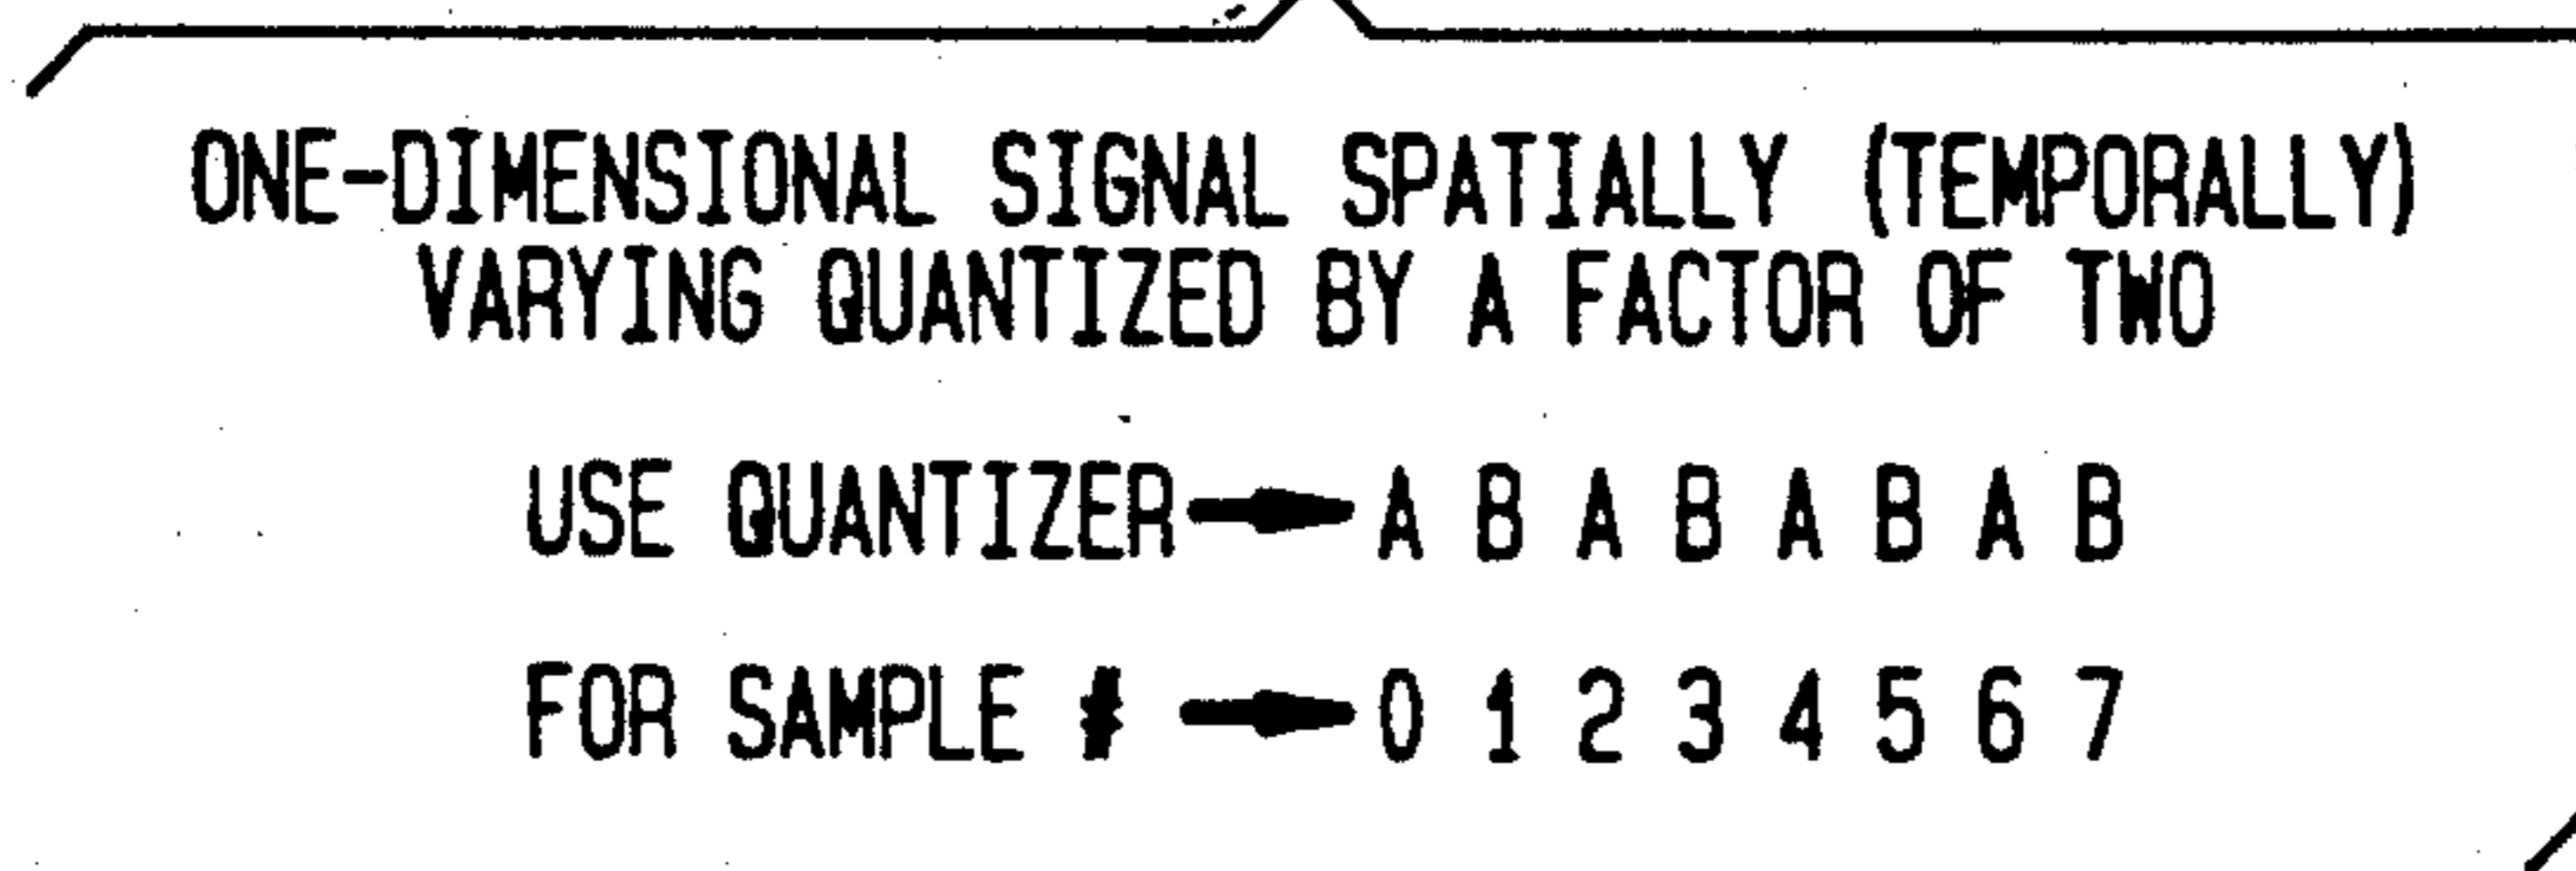 ONE-DIMENSIONAL SIGNAL SPATIALLY (TEMPORALLY)
VARYING QUANTIZED BY A FACTOR OF TWO
USE QUANTIZER→A B A B A B A B
FOR SAMPLE # →0 1 2 3 4 5 6 7